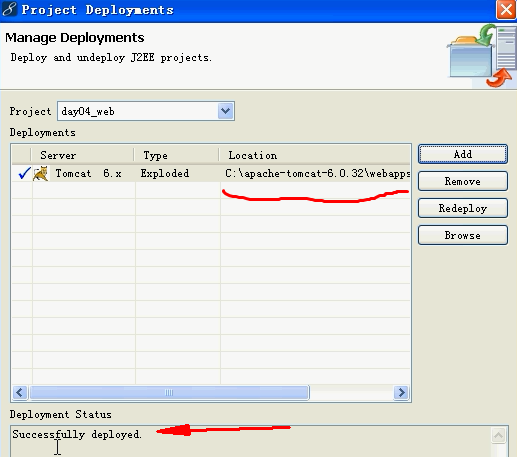 Project Deployments
Manage Deployments
Deploy and undeploy J2EE projects.
Project day04_web
Deployments
Server Type Location
Tomcat 6.x Exploded C:\apache-tomcat-6.0.32\webapps
Add
Remove
Redeploy
Browse
Deployment Status
Successfully deployed.